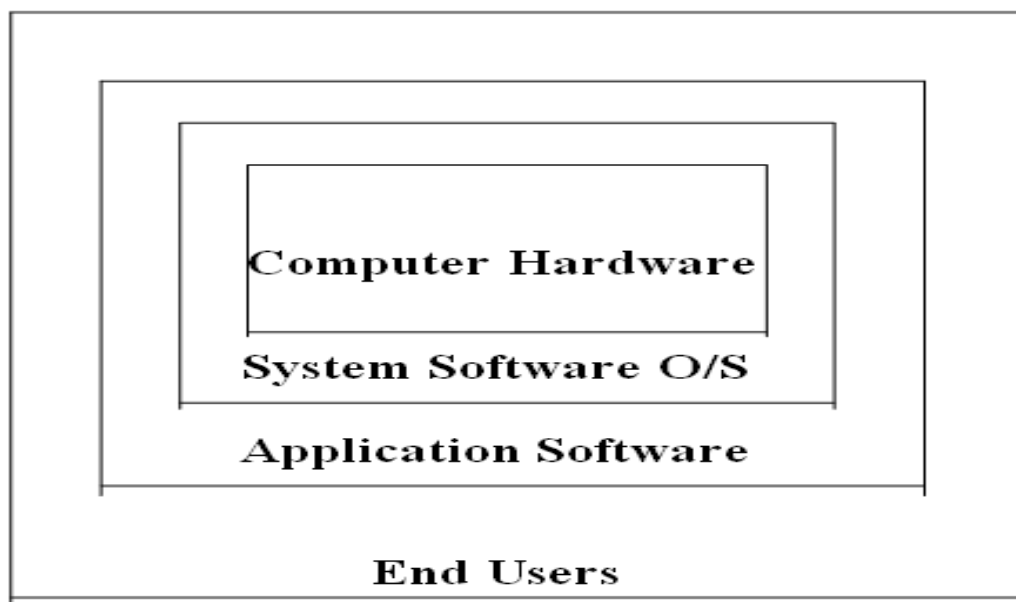 Computer Hardware
System Software O/S
Application Software
End Users